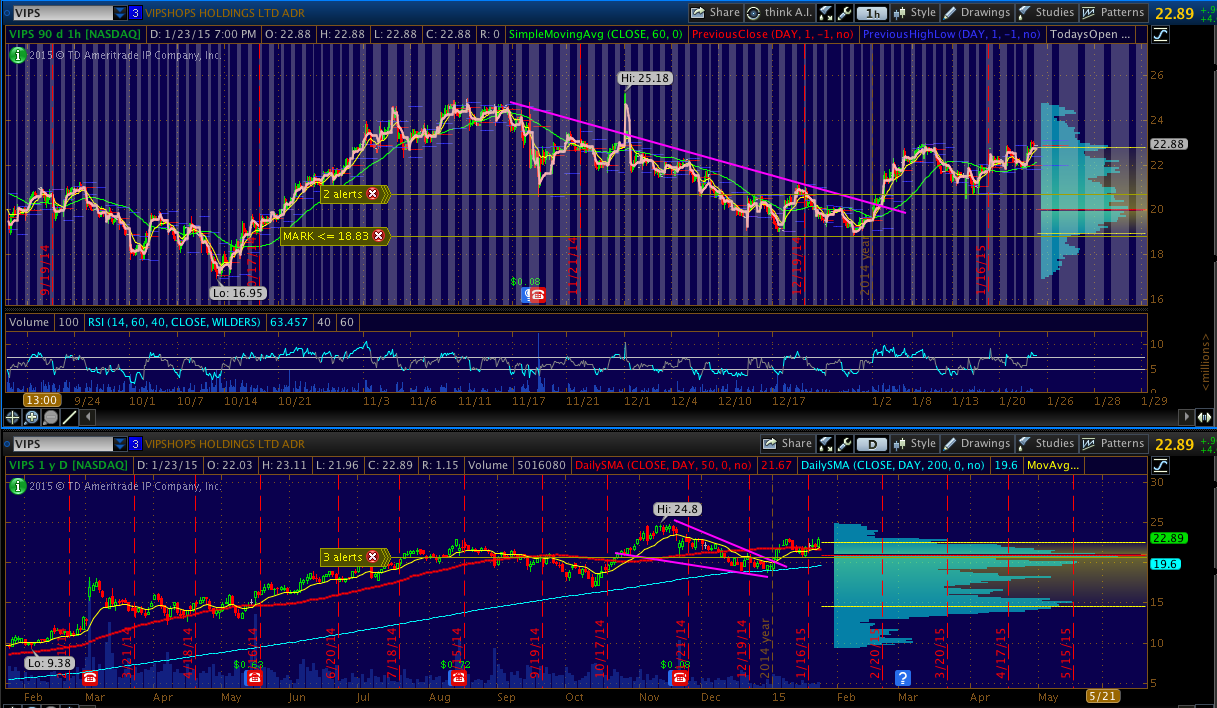 VIPS 3 VIPSHOPS HOLDINGS LTD ADR Share think A.I. 1h Style Drawings Studies Patterns 22.89
VIPS 90 d 1h [NASDAQ] D: 1/23/15 7:00 PM O: 22.88 H: 22.88 L: 22.88 C: 22.88 R: 0 SimpleMovingAvg (CLOSE, 60, 0) PreviousClose (DAY, 1, -1, no) PreviousHighLow (DAY, 1, -1, no) TodaysOpen ...
2015 © TD Ameritrade IP Company, Inc.
26
Hi: 25.18
24
22.88
22
2 alerts
20
MARK <= 18.83
18
9/19/14 11/21/14 12/19/14 2014 year 1/16/15
$0.08
Lo: 16.95
16
Volume 100 RSI (14, 60, 40, CLOSE, WILDERS) 63.457 40 60
10
5
0
<millions>
13:00 9/24 10/1 10/7 10/14 10/21 11/3 11/6 11/11 11/21 12/1 12/4 12/10 12/17 1/2 1/8 1/13 1/20 1/26 1/28 1/29
VIPS 3 VIPSHOPS HOLDINGS LTD ADR Share D Style Drawings Studies Patterns 22.89
VIPS 1 y D [NASDAQ] D: 1/23/15 O: 22.03 H: 23.11 L: 21.96 C: 22.89 R: 1.15 Volume 5016080 DailySMA (CLOSE, DAY, 50, 0, no) 21.67 DailySMA (CLOSE, DAY, 200, 0, no) 19.6 MovAvg...
2015 © TD Ameritrade IP Company, Inc.
30
Hi: 24.8
25
22.89
3 alerts
19.6
15
10
Lo: 9.38
3/21/14 4/18/14 6/20/14 7/18/14 9/19/14 10/17/14 11/21/14 12/19/14 2014 year 1/16/15 2/20/15 3/20/15 4/17/15 5/15/15
$0.63 $0.72 $0.08
?
5
Feb Mar Apr May Jun Jul Aug Sep Oct Nov Dec 15 Feb Mar Apr May 5/21